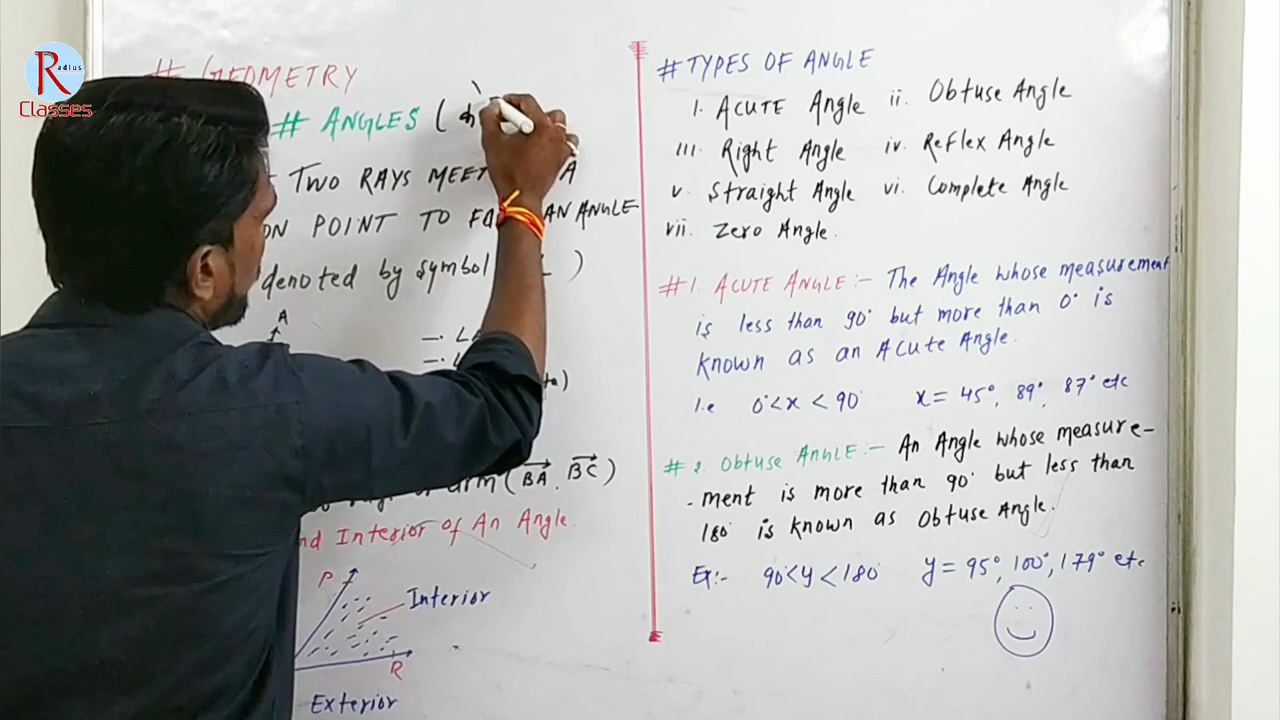 Radius
Classes
# GEOMETRY
# ANGLES (
TWO RAYS MEET A
ON POINT TO AN ANGLE
denoted by symbol )
A
arm (BA, BC)
nd Interior of An Angle.
P
Interior
R
Exterior
# TYPES OF ANGLE
i. ACUTE Angle ii. Obtuse Angle
iii. Right Angle iv. Reflex Angle
v. Straight Angle vi. Complete Angle
vii. Zero Angle.
# 1. ACUTE ANGLE:- The Angle whose measurement
is less than 90° but more than 0° is
known as an Acute Angle.
i.e 0°<x < 90° x = 45°, 89°, 87° etc
# 2. Obtuse ANGLE:- An Angle whose measure-
-ment is more than 90° but less than
180° is known as Obtuse Angle.
Ex:- 90°<y<180° y = 95°, 100°, 179° etc